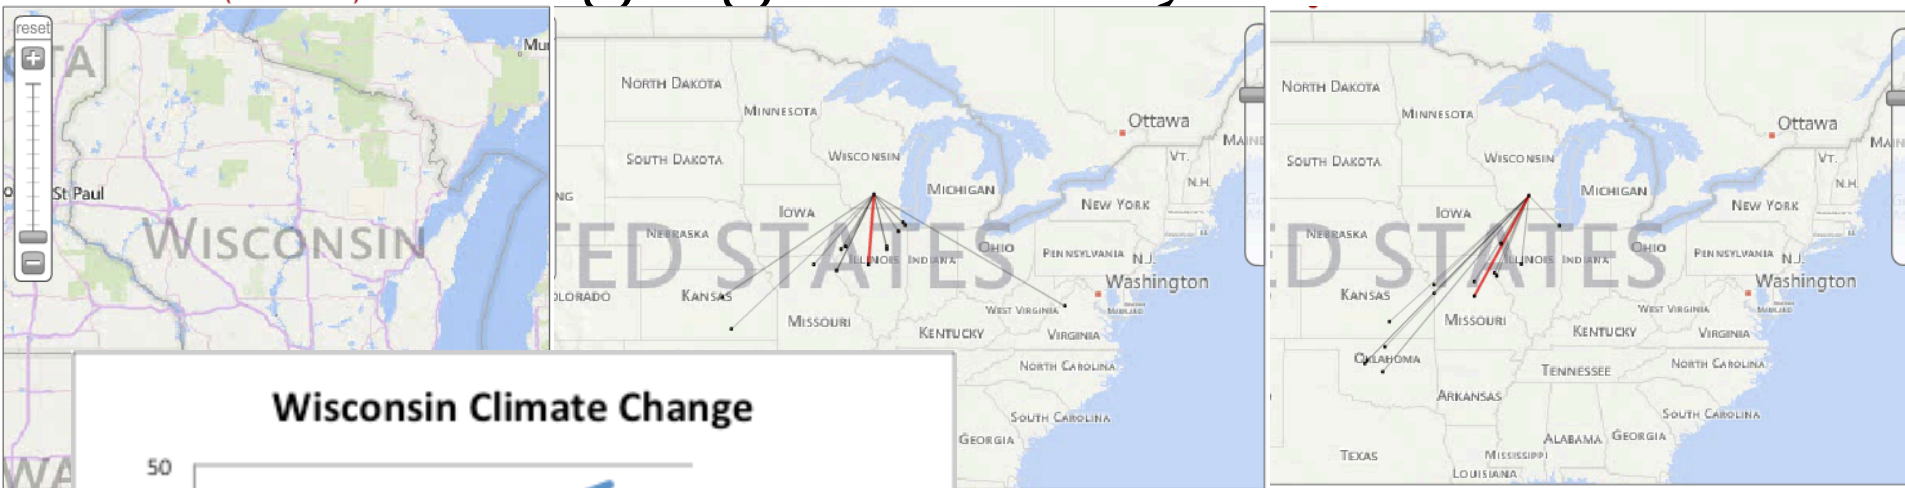 reset
St Paul
WISCONSIN
Wisconsin Climate Change
50
NORTH DAKOTA
MINNESOTA
Ottawa
SOUTH DAKOTA
WISCONSIN
VT.
MICHIGAN
N.H.
IOWA
NEW YORK
NEBRASKA
STATES
OHIO
PENNSYLVANIA
N.J.
ILLINOIS
INDIANA
Washington
KANSAS
WEST VIRGINIA
MISSOURI
KENTUCKY
VIRGINIA
NORTH CAROLINA
SOUTH CAROLINA
GEORGIA
NORTH DAKOTA
MINNESOTA
Ottawa
SOUTH DAKOTA
WISCONSIN
VT.
MICHIGAN
N.H.
IOWA
NEW YORK
NEBRASKA
STATES
OHIO
PENNSYLVANIA
N.J.
ILLINOIS
INDIANA
Washington
KANSAS
WEST VIRGINIA
MISSOURI
KENTUCKY
VIRGINIA
OKLAHOMA
TENNESSEE
NORTH CAROLINA
ARKANSAS
SOUTH CAROLINA
ALABAMA
GEORGIA
TEXAS
MISSISSIPPI
LOUISIANA